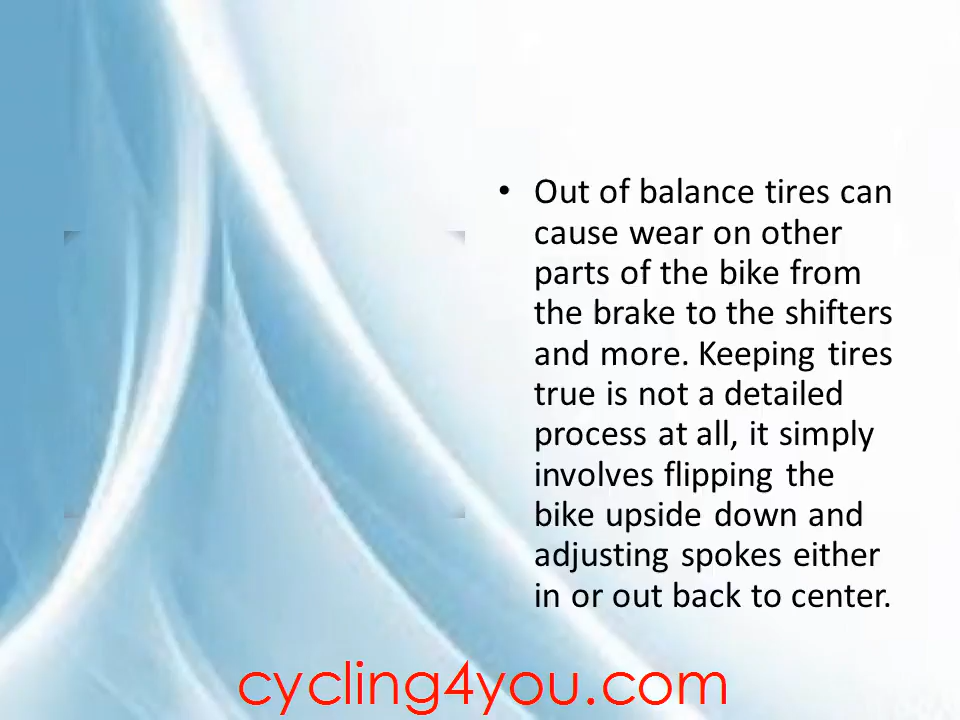 • Out of balance tires can
cause wear on other
parts of the bike from
the brake to the shifters
and more. Keeping tires
true is not a detailed
process at all, it simply
involves flipping the
bike upside down and
adjusting spokes either
in or out back to center.
cycling4you.com